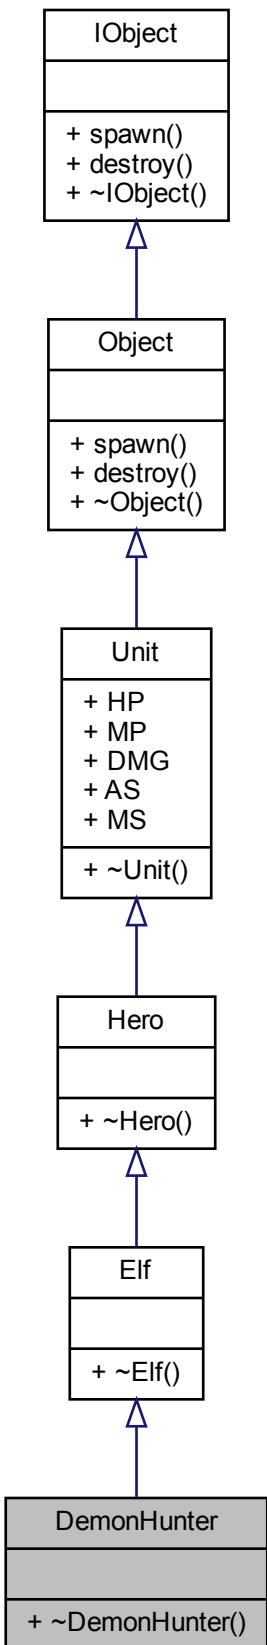 IObject
+ spawn()
+ destroy()
+ ~IObject()
Object
+ spawn()
+ destroy()
+ ~Object()
Unit
+ HP
+ MP
+ DMG
+ AS
+ MS
+ ~Unit()
Hero
+ ~Hero()
Elf
+ ~Elf()
DemonHunter
+ ~DemonHunter()